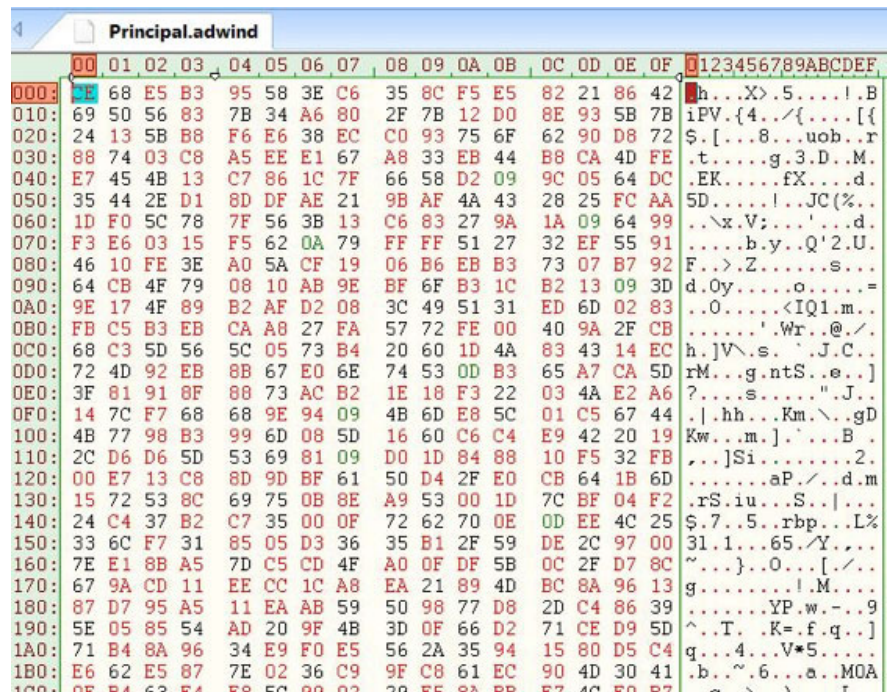 Principal.adwind
00 01 02 03 04 05 06 07 08 09 0A 0B 0C 0D 0E 0F 0123456789ABCDEF
000: CE 68 E5 B3 95 58 3E C6 35 8C F5 E5 82 21 86 42 .h...X>.5....!.B
010: 69 50 56 83 7B 34 A6 80 2F 7B 12 D0 8E 93 5B 7B iPV.{4../{....[{
020: 24 13 5B B8 F6 E6 38 EC C0 93 75 6F 62 90 D8 72 $.[...8...uob..r
030: 88 74 03 C8 A5 EE E1 67 A8 33 EB 44 B8 CA 4D FE .t.....g.3.D..M.
040: E7 45 4B 13 C7 86 1C 7F 66 58 D2 09 9C 05 64 DC .EK.....fX....d.
050: 35 44 2E D1 8D DF AE 21 9B AF 4A 43 28 25 FC AA 5D.....!..JC(%..
060: 1D F0 5C 78 7F 56 3B 13 C6 83 27 9A 1A 09 64 99 ..\x.V;...'...d.
070: F3 E6 03 15 F5 62 0A 79 FF FF 51 27 32 EF 55 91 .....b.y..Q'2.U.
080: 46 10 FE 3E A0 5A CF 19 06 B6 EB B3 73 07 B7 92 F..>.Z......s...
090: 64 CB 4F 79 08 10 AB 9E BF 6F B3 1C B2 13 09 3D d.Oy.....o.....=
0A0: 9E 17 4F 89 B2 AF D2 08 3C 49 51 31 ED 6D 02 83 ..O.....<IQ1.m..
0B0: FB C5 B3 EB CA A8 27 FA 57 72 FE 00 40 9A 2F CB ......'.Wr..@./.
0C0: 68 C3 5D 56 5C 05 73 B4 20 60 1D 4A 83 43 14 EC h.]V\.s. `.J.C..
0D0: 72 4D 92 EB 8B 67 E0 6E 74 53 0D B3 65 A7 CA 5D rM...g.ntS..e..]
0E0: 3F 81 91 8F 88 73 AC B2 1E 18 F3 22 03 4A E2 A6 ?....s.....".J..
0F0: 14 7C F7 68 68 9E 94 09 4B 6D E8 5C 01 C5 67 44 .|.hh...Km.\..gD
100: 4B 77 98 B3 99 6D 08 5D 16 60 C6 C4 E9 42 20 19 Kw...m.].`...B .
110: 2C D6 D6 5D 53 69 81 09 D0 1D 84 88 10 F5 32 FB ,..]Si........2.
120: 00 E7 13 C8 8D 9D BF 61 50 D4 2F E0 CB 64 1B 6D .......aP./..d.m
130: 15 72 53 8C 69 75 0B 8E A9 53 00 1D 7C BF 04 F2 .rS.iu...S..|...
140: 24 C4 37 B2 C7 35 00 0F 72 62 70 0E 0D EE 4C 25 $.7..5..rbp...L%
150: 33 6C F7 31 85 05 D3 36 35 B1 2F 59 DE 2C 97 00 3l.1...65./Y.,..
160: 7E E1 8B A5 7D C5 CD 4F A0 0F DF 5B 0C 2F D7 8C ~...}..O...[./..
170: 67 9A CD 11 EE CC 1C A8 EA 21 89 4D BC 8A 96 13 g........!.M....
180: 87 D7 95 A5 11 EA AB 59 50 98 77 D8 2D C4 86 39 .......YP.w.-..9
190: 5E 05 85 54 AD 20 9F 4B 3D 0F 66 D2 71 CE D9 5D ^..T. .K=.f.q..]
1A0: 71 B4 8A 96 34 E9 F0 E5 56 2A 35 94 15 80 D5 C4 q...4...V*5.....
1B0: E6 62 E5 87 7E 02 36 C9 9F C8 61 EC 90 4D 30 41 .b..~.6...a..M0A